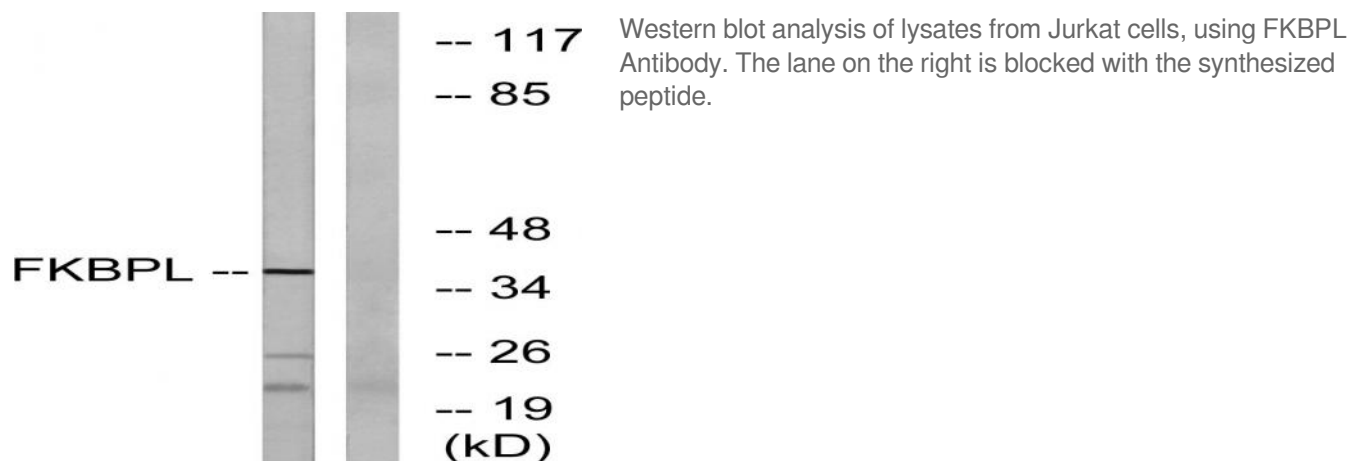 -- 117
-- 85
-- 48
FKBPL --
-- 34
-- 26
-- 19
(kD)
Western blot analysis of lysates from Jurkat cells, using FKBPL
Antibody. The lane on the right is blocked with the synthesized
peptide.